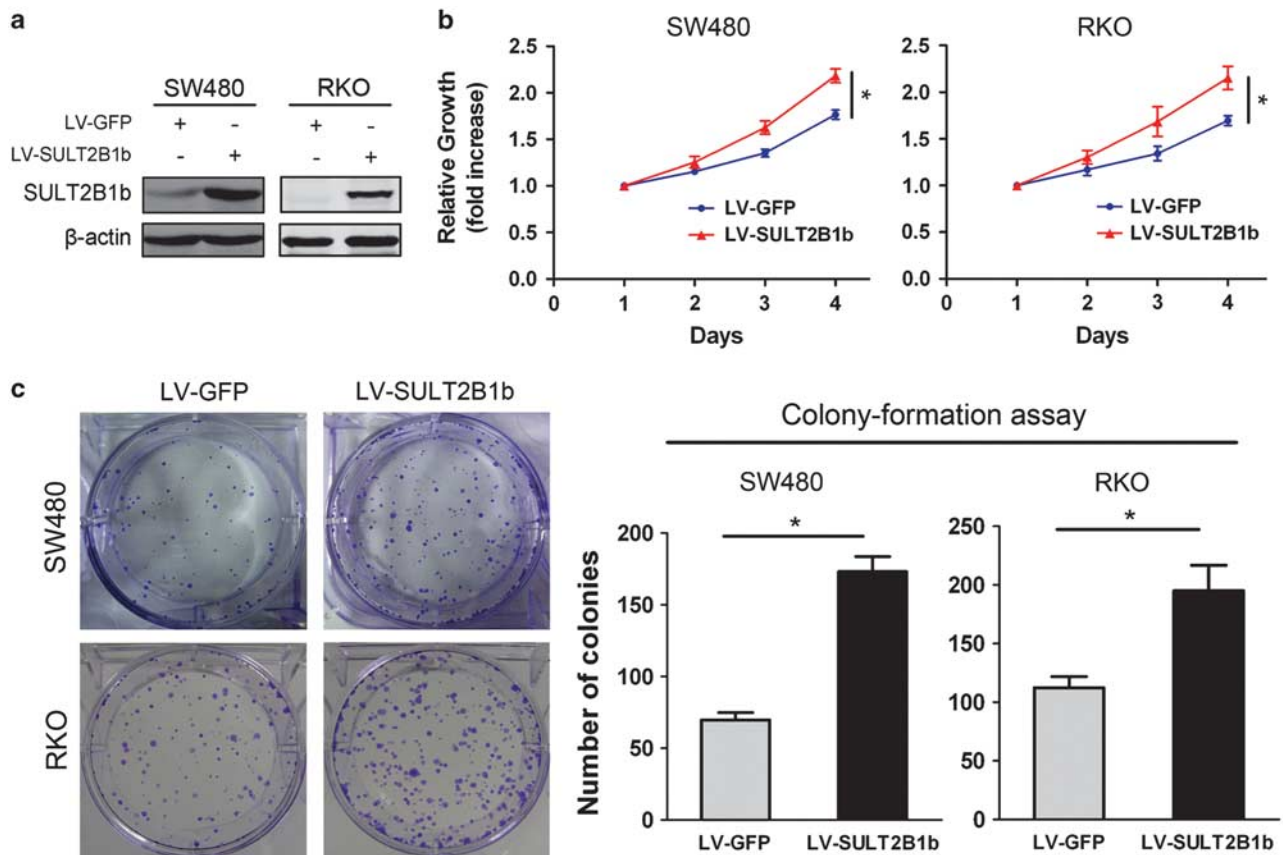 a
SW480 RKO
LV-GFP + - + -
LV-SULT2B1b - + - +
SULT2B1b
β-actin
b
SW480
Relative Growth
(fold increase)
2.5
2.0
1.5
1.0
0.5
0.0
*
LV-GFP
LV-SULT2B1b
0 1 2 3 4
Days
RKO
2.5
2.0
1.5
1.0
0.5
0.0
*
LV-GFP
LV-SULT2B1b
0 1 2 3 4
Days
c
LV-GFP LV-SULT2B1b
SW480
RKO
Colony-formation assay
SW480
Number of colonies
200
150
100
50
0
*
LV-GFP LV-SULT2B1b
RKO
250
200
150
100
50
0
*
LV-GFP LV-SULT2B1b